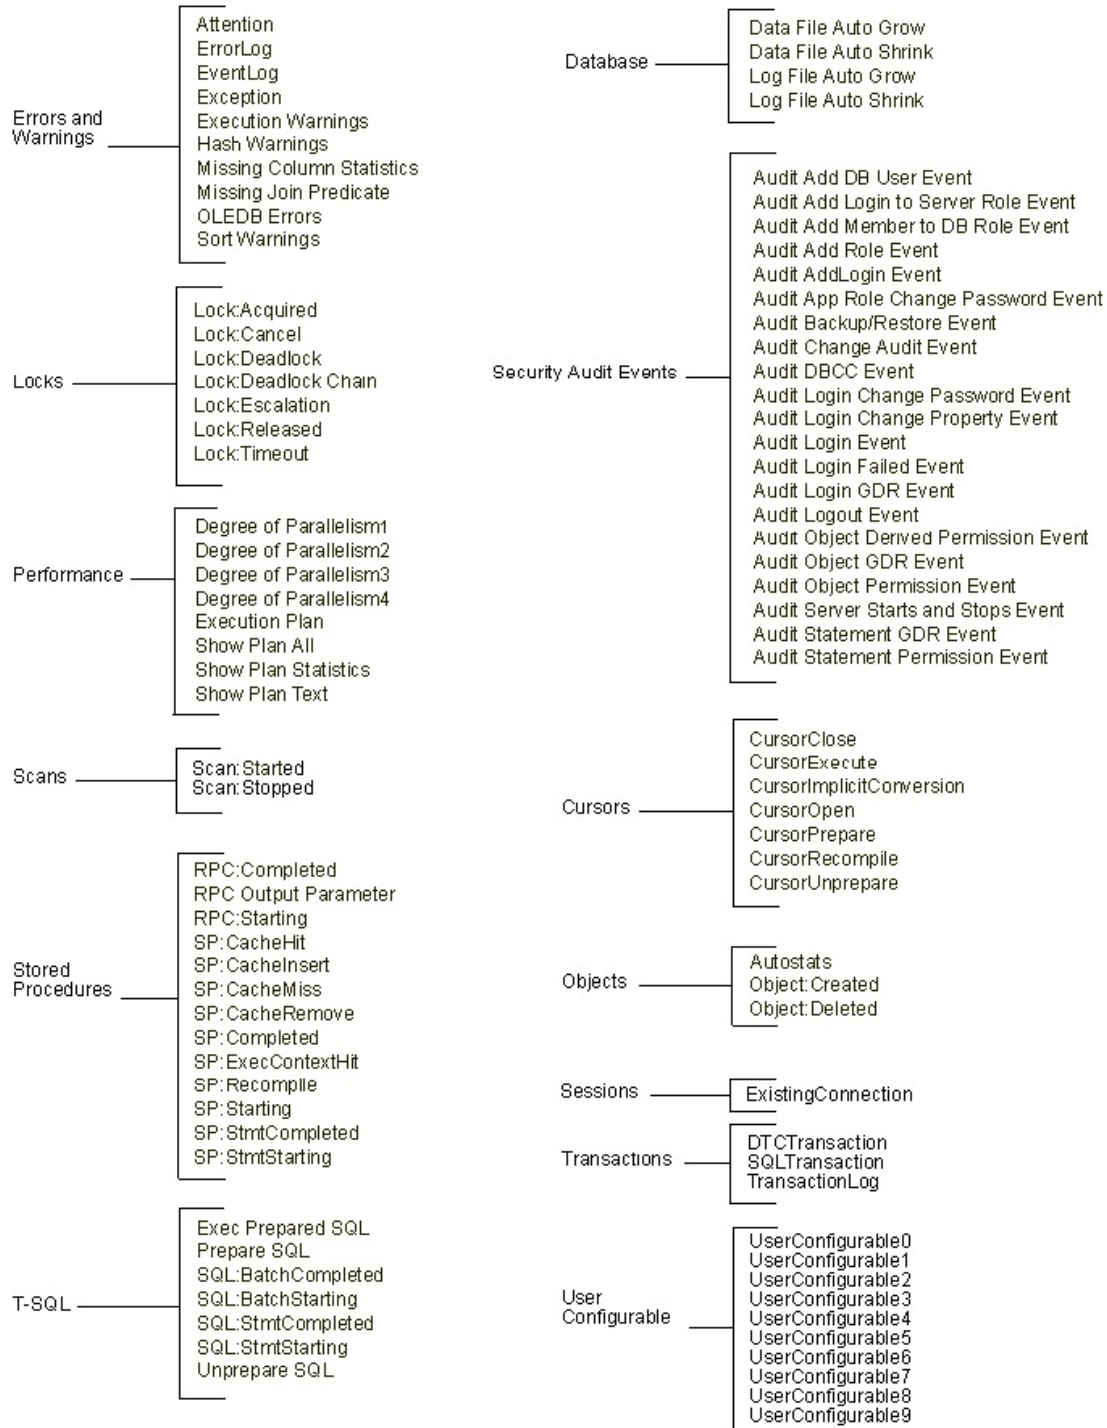 Errors and
Warnings
Attention
ErrorLog
EventLog
Exception
Execution Warnings
Hash Warnings
Missing Column Statistics
Missing Join Predicate
OLEDB Errors
Sort Warnings
Locks
Lock:Acquired
Lock:Cancel
Lock:Deadlock
Lock:Deadlock Chain
Lock:Escalation
Lock:Released
Lock:Timeout
Performance
Degree of Parallelism1
Degree of Parallelism2
Degree of Parallelism3
Degree of Parallelism4
Execution Plan
Show Plan All
Show Plan Statistics
Show Plan Text
Scans
Scan:Started
Scan:Stopped
Stored
Procedures
RPC:Completed
RPC Output Parameter
RPC:Starting
SP:CacheHit
SP:CacheInsert
SP:CacheMiss
SP:CacheRemove
SP:Completed
SP:ExecContextHit
SP:Recompile
SP:Starting
SP:StmtCompleted
SP:StmtStarting
T-SQL
Exec Prepared SQL
Prepare SQL
SQL:BatchCompleted
SQL:BatchStarting
SQL:StmtCompleted
SQL:StmtStarting
Unprepare SQL
Database
Data File Auto Grow
Data File Auto Shrink
Log File Auto Grow
Log File Auto Shrink
Security Audit Events
Audit Add DB User Event
Audit Add Login to Server Role Event
Audit Add Member to DB Role Event
Audit Add Role Event
Audit AddLogin Event
Audit App Role Change Password Event
Audit Backup/Restore Event
Audit Change Audit Event
Audit DBCC Event
Audit Login Change Password Event
Audit Login Change Property Event
Audit Login Event
Audit Login Failed Event
Audit Login GDR Event
Audit Logout Event
Audit Object Derived Permission Event
Audit Object GDR Event
Audit Object Permission Event
Audit Server Starts and Stops Event
Audit Statement GDR Event
Audit Statement Permission Event
Cursors
CursorClose
CursorExecute
CursorImplicitConversion
CursorOpen
CursorPrepare
CursorRecompile
CursorUnprepare
Objects
Autostats
Object:Created
Object:Deleted
Sessions
ExistingConnection
Transactions
DTCTransaction
SQLTransaction
TransactionLog
User
Configurable
UserConfigurable0
UserConfigurable1
UserConfigurable2
UserConfigurable3
UserConfigurable4
UserConfigurable5
UserConfigurable6
UserConfigurable7
UserConfigurable8
UserConfigurable9